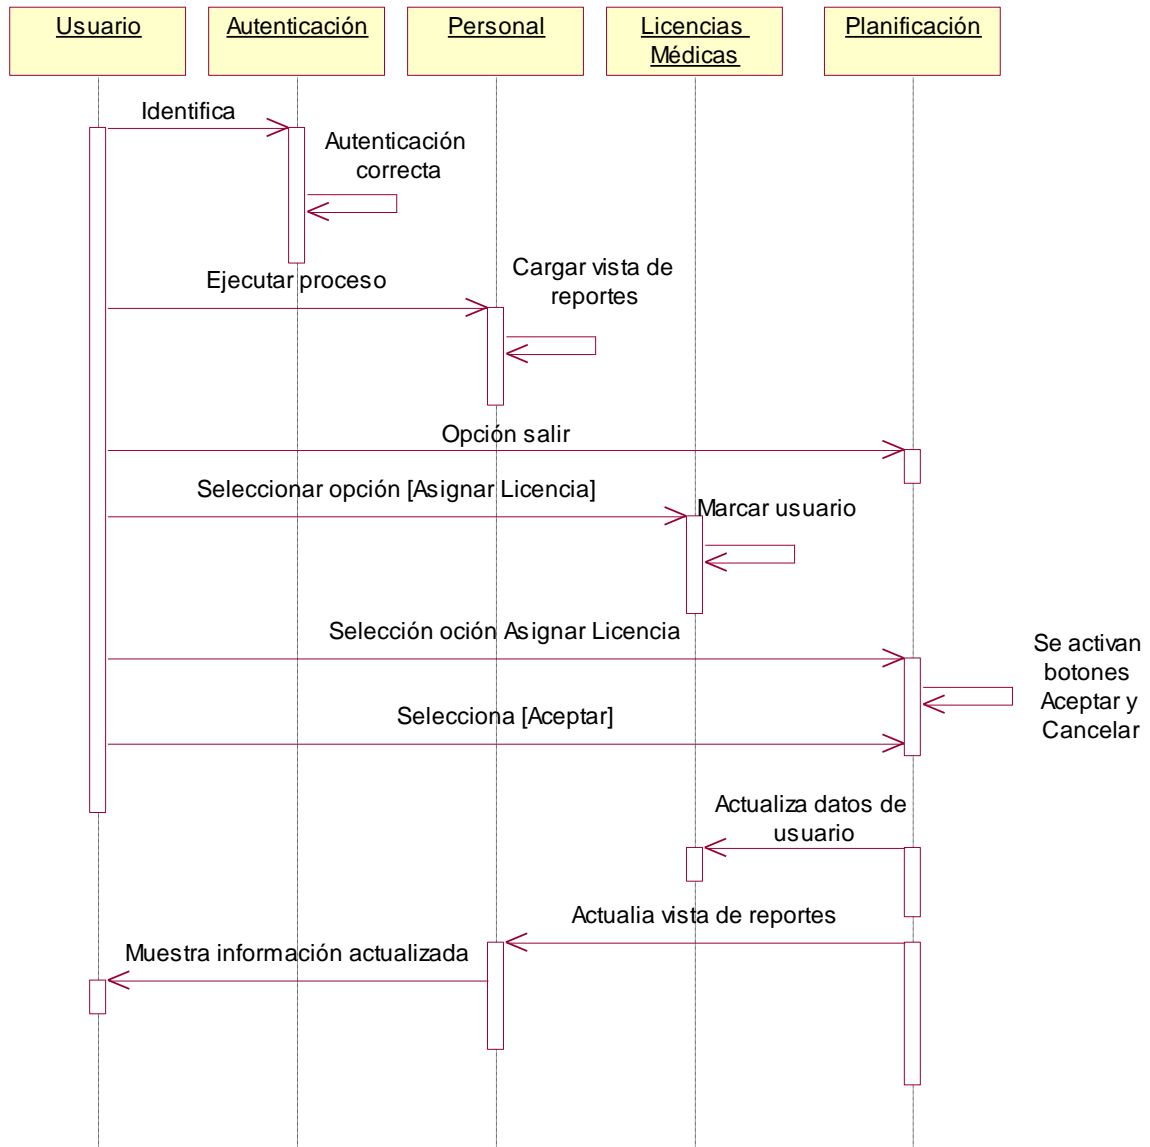 Usuario
Autenticación
Personal
Licencias
Médicas
Planificación
Identifica
Autenticación
correcta
Ejecutar proceso
Cargar vista de
reportes
Opción salir
Seleccionar opción [Asignar Licencia]
Marcar usuario
Selección oción Asignar Licencia
Se activan
botones
Aceptar y
Cancelar
Selecciona [Aceptar]
Actualiza datos de
usuario
Actualia vista de reportes
Muestra información actualizada